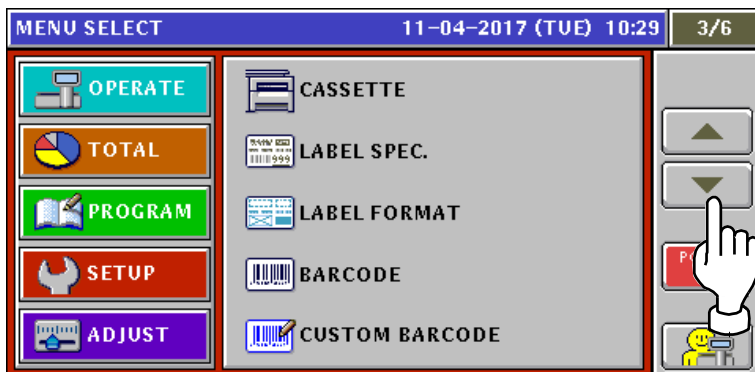 MENU SELECT 11-04-2017 (TUE) 10:29 3/6
OPERATE
TOTAL
PROGRAM
SETUP
ADJUST
CASSETTE
LABEL SPEC.
999
LABEL FORMAT
BARCODE
CUSTOM BARCODE